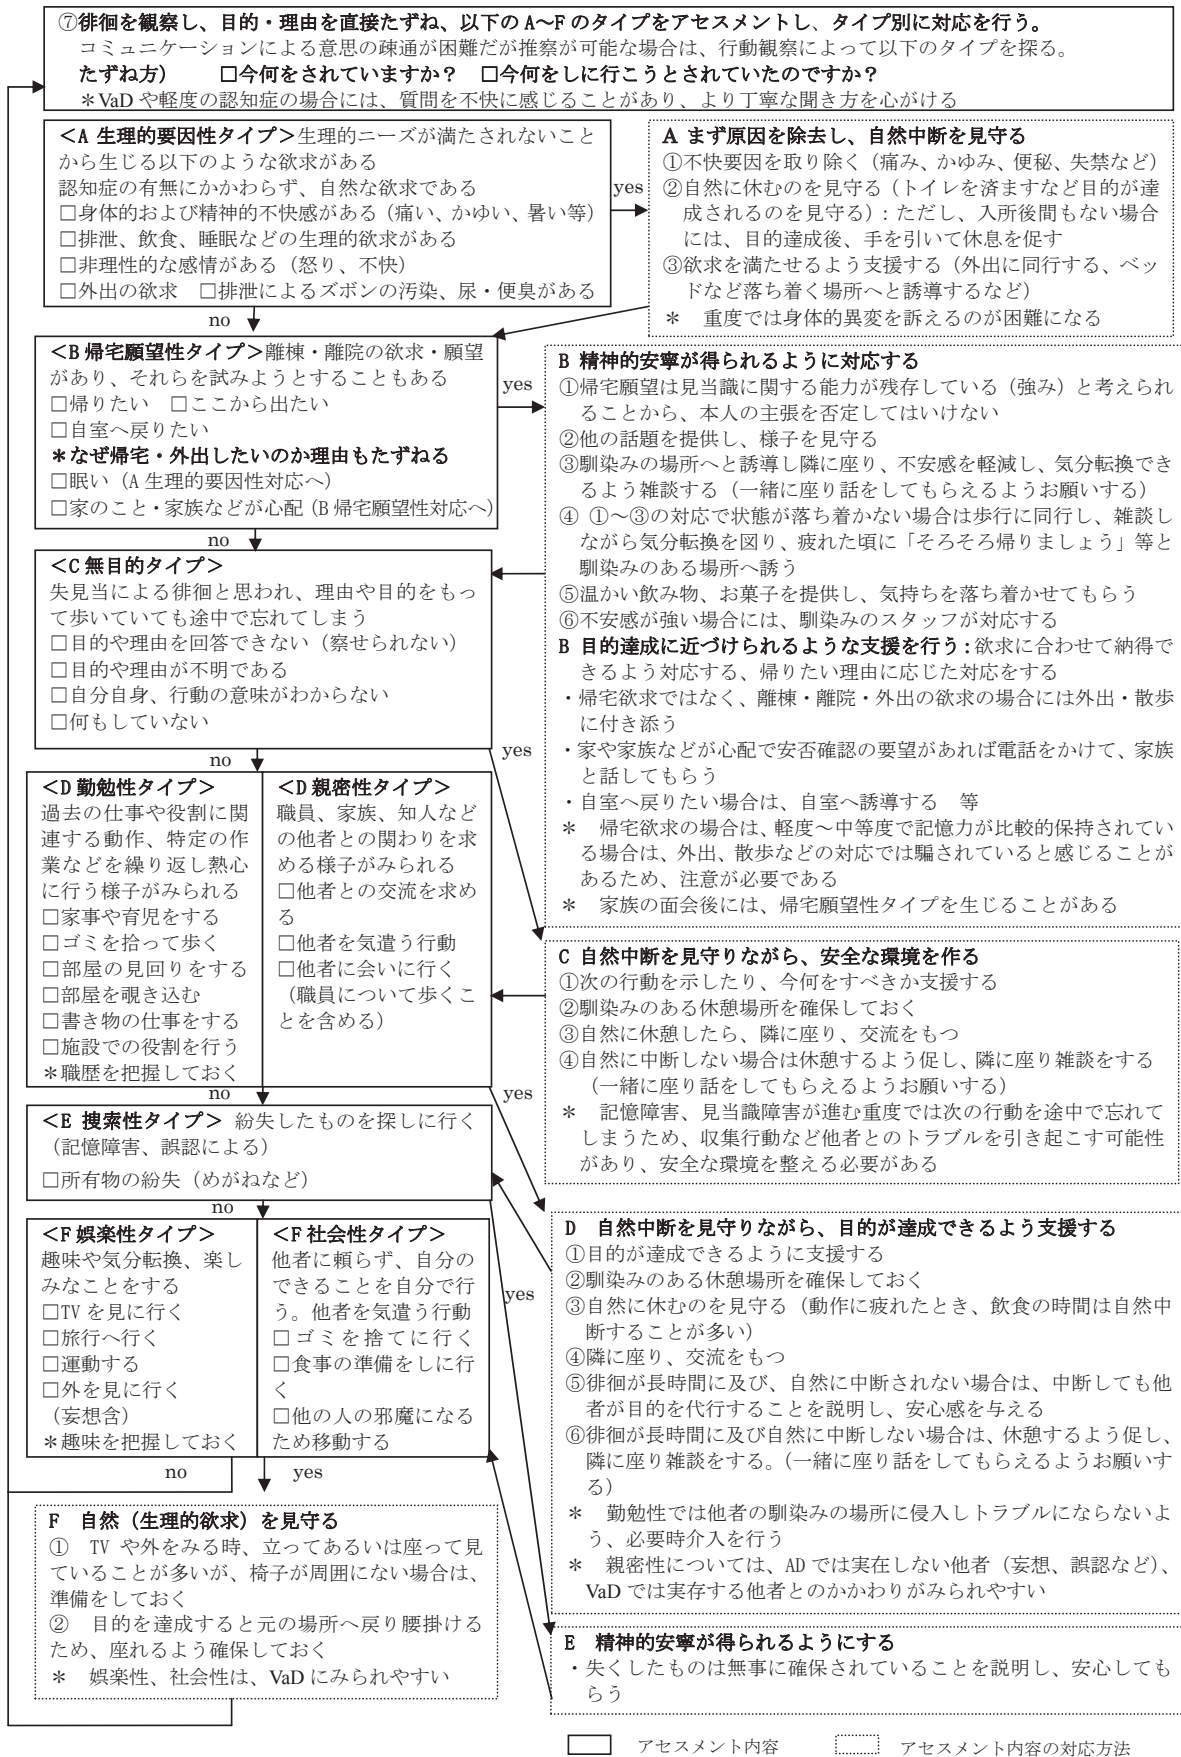 ⑦徘徊を観察し、目的・理由を直接たずね、以下の A～F のタイプをアセスメントし、タイプ別に対応を行う。
コミュニケーションによる意思の疎通が困難だが推察が可能な場合は、行動観察によって以下のタイプを探る。
たずね方）　□今何をされていますか？　□今何をしに行こうとされていたのですか？
＊VaD や軽度の認知症の場合には、質問を不快に感じることがあり、より丁寧な聞き方を心がける
＜A 生理的要因性タイプ＞生理的ニーズが満たされないこと
から生じる以下のような欲求がある
認知症の有無にかかわらず、自然な欲求である
□身体的および精神的不快感がある（痛い、かゆい、暑い等）
□排泄、飲食、睡眠などの生理的欲求がある
□非理性的な感情がある（怒り、不快）
□外出の欲求　□排泄によるズボンの汚染、尿・便臭がある
yes
A まず原因を除去し、自然中断を見守る
①不快要因を取り除く（痛み、かゆみ、便秘、失禁など）
②自然に休むのを見守る（トイレを済ますなど目的が達
成されるのを見守る）：ただし、入所後間もない場合
には、目的達成後、手を引いて休息を促す
③欲求を満たせるよう支援する（外出に同行する、ベッ
ドなど落ち着く場所へと誘導するなど）
＊　重度では身体的異変を訴えるのが困難になる
no
＜B 帰宅願望性タイプ＞離棟・離院の欲求・願望
があり、それらを試みようとすることもある
□帰りたい　□ここから出たい
□自室へ戻りたい
＊なぜ帰宅・外出したいのか理由もたずねる
□眠い（A 生理的要因性対応へ）
□家のこと・家族などが心配（B 帰宅願望性対応へ）
yes
B 精神的安寧が得られるように対応する
①帰宅願望は見当識に関する能力が残存している（強み）と考えられ
ることから、本人の主張を否定してはいけない
②他の話題を提供し、様子を見守る
③馴染みの場所へと誘導し隣に座り、不安感を軽減し、気分転換でき
るよう雑談する（一緒に座り話をしてもらえるようお願いする）
④ ①～③の対応で状態が落ち着かない場合は歩行に同行し、雑談し
ながら気分転換を図り、疲れた頃に「そろそろ帰りましょう」等と
馴染みのある場所へ誘う
⑤温かい飲み物、お菓子を提供し、気持ちを落ち着かせてもらう
⑥不安感が強い場合には、馴染みのスタッフが対応する
B 目的達成に近づけられるような支援を行う：欲求に合わせて納得で
きるよう対応する、帰りたい理由に応じた対応をする
・帰宅欲求ではなく、離棟・離院・外出の欲求の場合には外出・散歩
に付き添う
・家や家族などが心配で安否確認の要望があれば電話をかけて、家族
と話してもらう
・自室へ戻りたい場合は、自室へ誘導する　等
＊　帰宅欲求の場合は、軽度～中等度で記憶力が比較的保持されてい
る場合は、外出、散歩などの対応では騙されていると感じることが
あるため、注意が必要である
＊　家族の面会後には、帰宅願望性タイプを生じることがある
no
＜C 無目的タイプ＞
失見当による徘徊と思われ、理由や目的をもっ
て歩いていても途中で忘れてしまう
□目的や理由を回答できない（察せられない）
□目的や理由が不明である
□自分自身、行動の意味がわからない
□何もしていない
yes
C 自然中断を見守りながら、安全な環境を作る
①次の行動を示したり、今何をすべきか支援する
②馴染みのある休憩場所を確保しておく
③自然に休憩したら、隣に座り、交流をもつ
④自然に中断しない場合は休憩するよう促し、隣に座り雑談をする
（一緒に座り話をしてもらえるようお願いする）
＊　記憶障害、見当識障害が進む重度では次の行動を途中で忘れて
しまうため、収集行動など他者とのトラブルを引き起こす可能性
があり、安全な環境を整える必要がある
no
＜D 勤勉性タイプ＞
過去の仕事や役割に関
連する動作、特定の作
業などを繰り返し熱心
に行う様子がみられる
□家事や育児をする
□ゴミを拾って歩く
□部屋の見回りをする
□部屋を覗き込む
□書き物の仕事をする
□施設での役割を行う
＊職歴を把握しておく
＜D 親密性タイプ＞
職員、家族、知人など
の他者との関わりを求
める様子がみられる
□他者との交流を求め
る
□他者を気遣う行動
□他者に会いに行く
（職員について歩くこ
とを含める）
yes
D　自然中断を見守りながら、目的が達成できるよう支援する
①目的が達成できるように支援する
②馴染みのある休憩場所を確保しておく
③自然に休むのを見守る（動作に疲れたとき、飲食の時間は自然中
断することが多い）
④隣に座り、交流をもつ
⑤徘徊が長時間に及び、自然に中断されない場合は、中断しても他
者が目的を代行することを説明し、安心感を与える
⑥徘徊が長時間に及び自然に中断しない場合は、休憩するよう促し、
隣に座り雑談をする。（一緒に座り話をしてもらえるようお願いす
る）
＊　勤勉性では他者の馴染みの場所に侵入しトラブルにならないよ
う、必要時介入を行う
＊　親密性については、AD では実在しない他者（妄想、誤認など）、
VaD では実存する他者とのかかわりがみられやすい
no
＜E 捜索性タイプ＞ 紛失したものを探しに行く
（記憶障害、誤認による）
□所有物の紛失（めがねなど）
yes
E　精神的安寧が得られるようにする
・失くしたものは無事に確保されていることを説明し、安心しても
らう
no
＜F 娯楽性タイプ＞
趣味や気分転換、楽し
みなことをする
□TV を見に行く
□旅行へ行く
□運動する
□外を見に行く
（妄想含）
＊趣味を把握しておく
＜F 社会性タイプ＞
他者に頼らず、自分の
できることを自分で行
う。他者を気遣う行動
□ゴミを捨てに行く
□食事の準備をしに行
く
□他の人の邪魔になる
ため移動する
no
yes
F　自然（生理的欲求）を見守る
①　TV や外をみる時、立ってあるいは座って見
ていることが多いが、椅子が周囲にない場合は、
準備をしておく
②　目的を達成すると元の場所へ戻り腰掛ける
ため、座れるよう確保しておく
＊　娯楽性、社会性は、VaD にみられやすい
アセスメント内容
アセスメント内容の対応方法